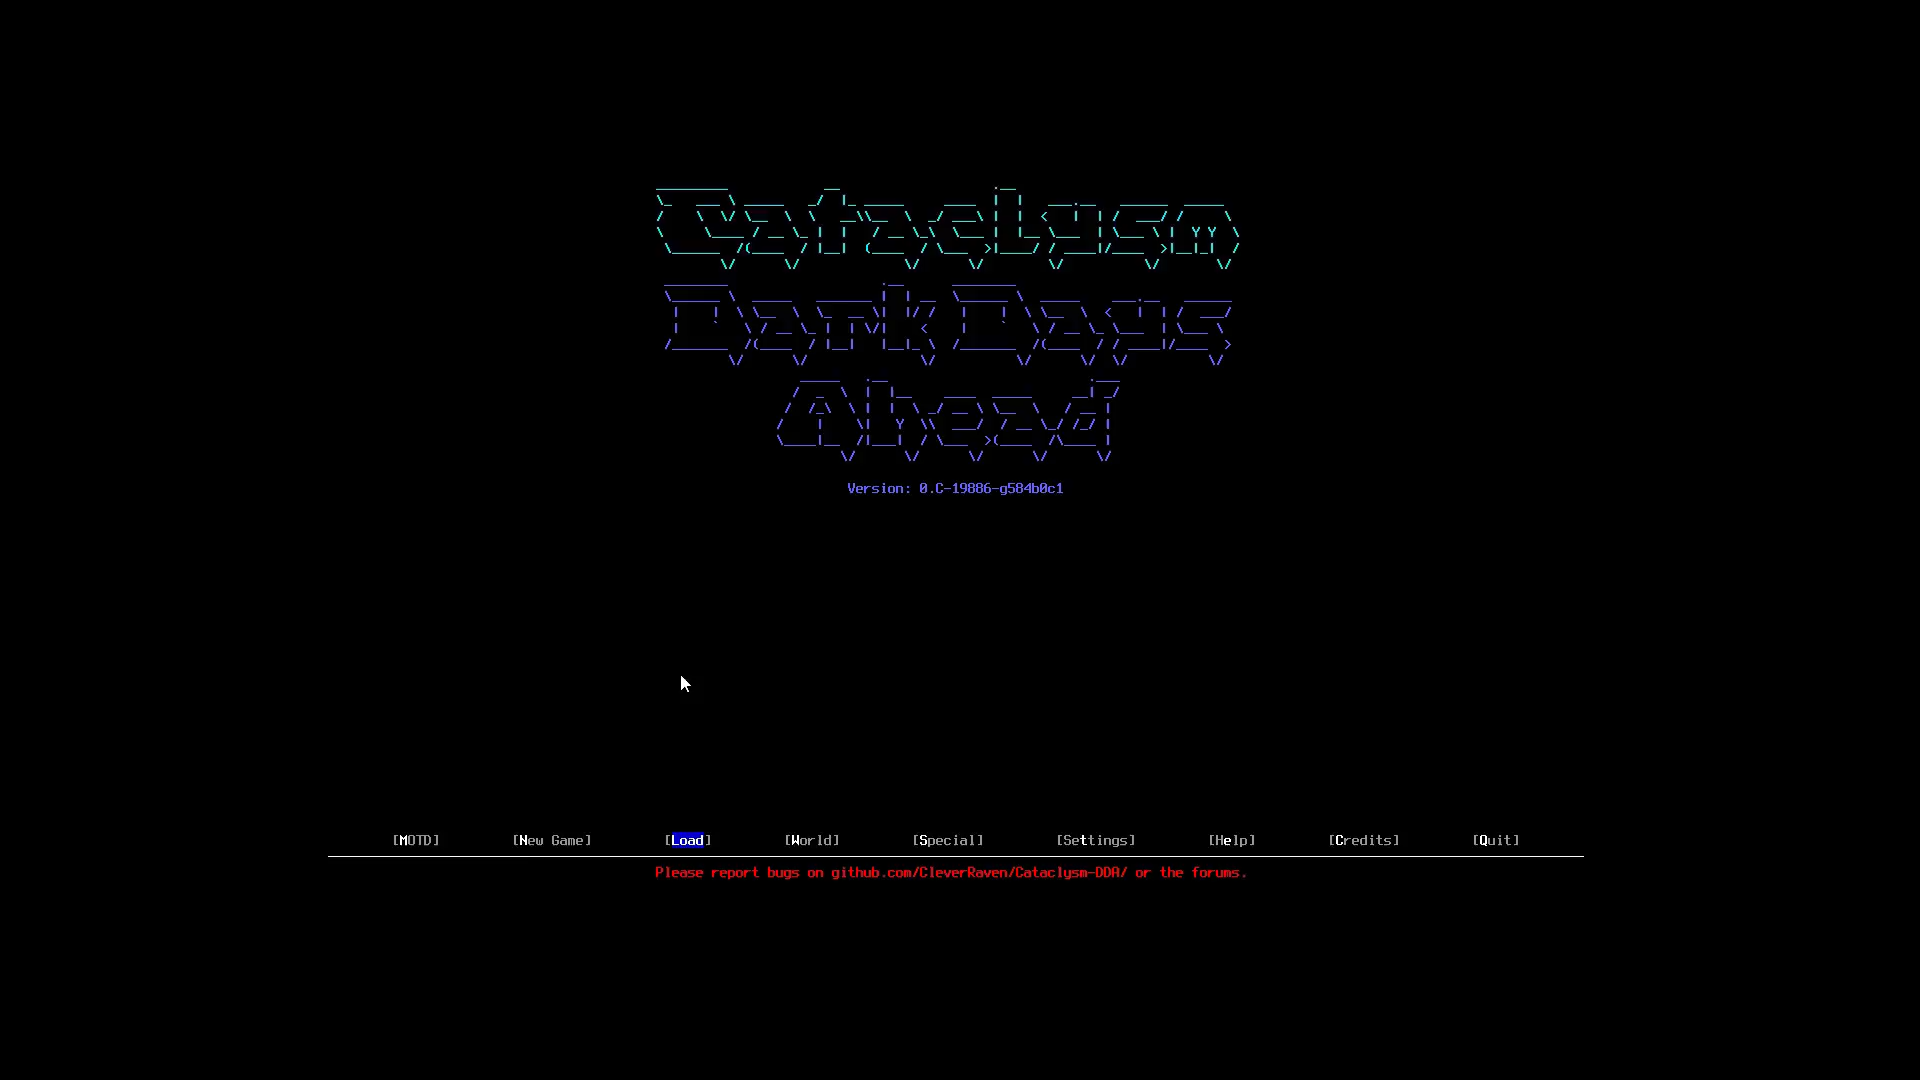 Cataclysm
Dark Days
Ahead
Version: 0.C-19886-g584b0c1
[MOTD] [New Game] [Load] [World] [Special] [Settings] [Help] [Credits] [Quit]
Please report bugs on github.com/CleverRaven/Cataclysm-DDA/ or the forums.